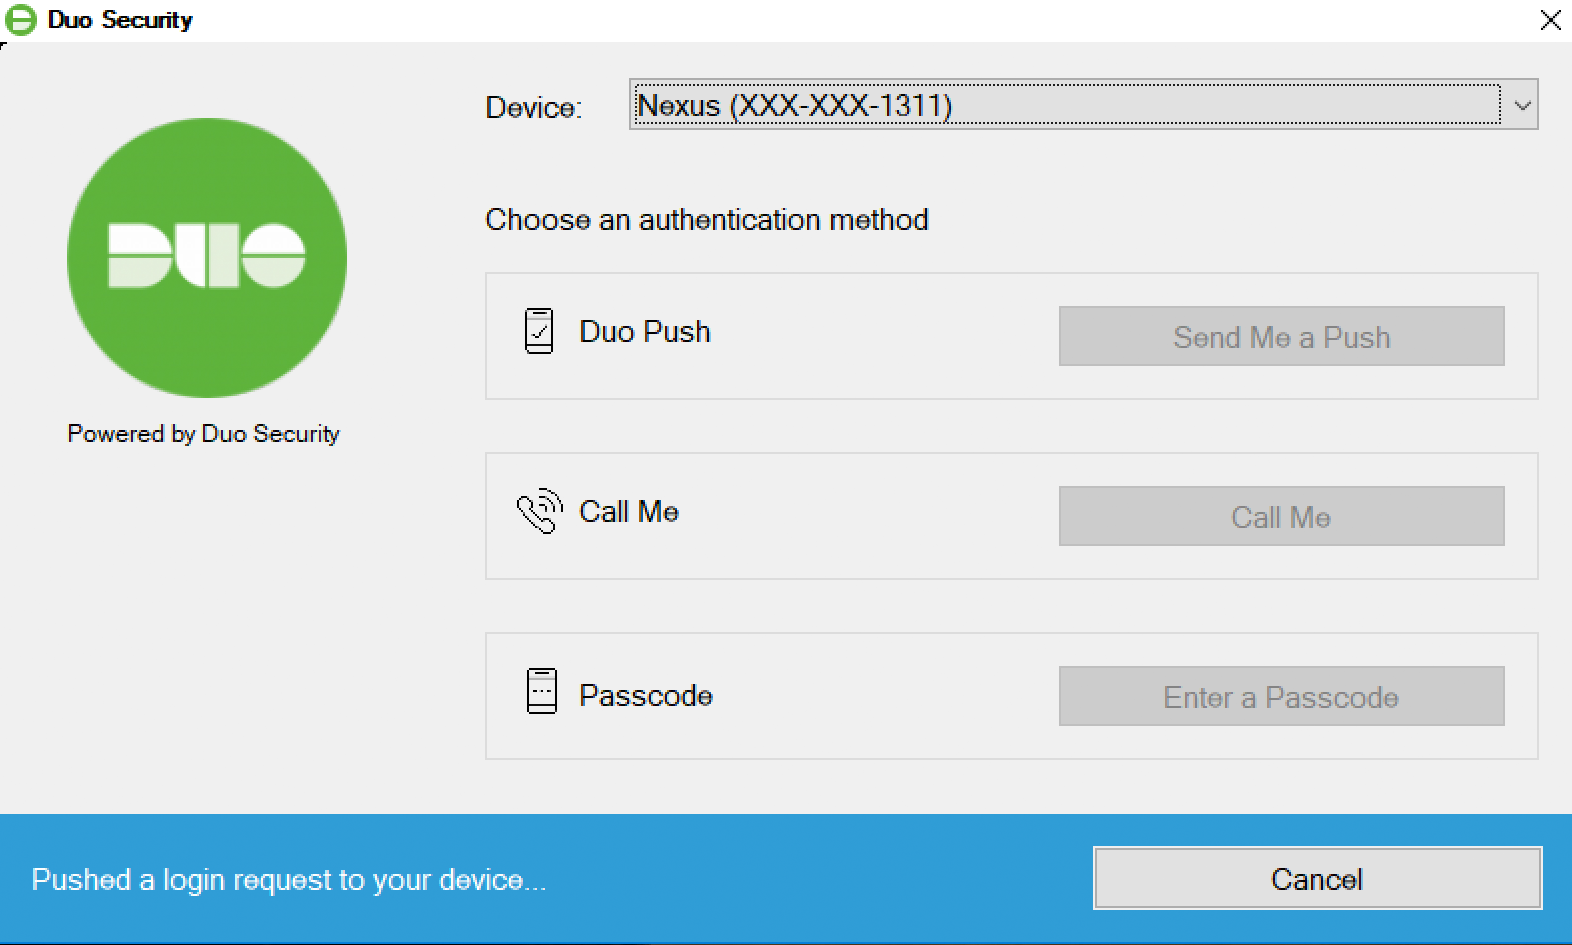 Duo Security
Device: Nexus (XXX-XXX-1311)
DUO
Powered by Duo Security
Choose an authentication method
Duo Push Send Me a Push
Call Me Call Me
Passcode Enter a Passcode
Pushed a login request to your device... Cancel